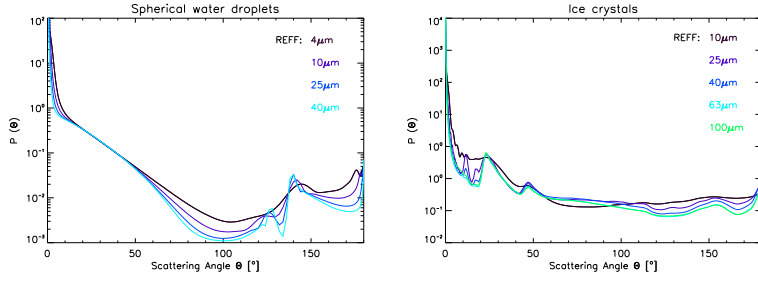 Spherical water droplets
10²
10¹
10⁰
10⁻¹
10⁻²
10⁻³
P (Θ)
REFF: 4μm
10μm
25μm
40μm
0 50 100 150
Scattering Angle Θ [°]
Ice crystals
10⁴
10³
10²
10¹
10⁰
10⁻¹
10⁻²
P (Θ)
REFF: 10μm
25μm
40μm
63μm
100μm
0 50 100 150
Scattering Angle Θ [°]